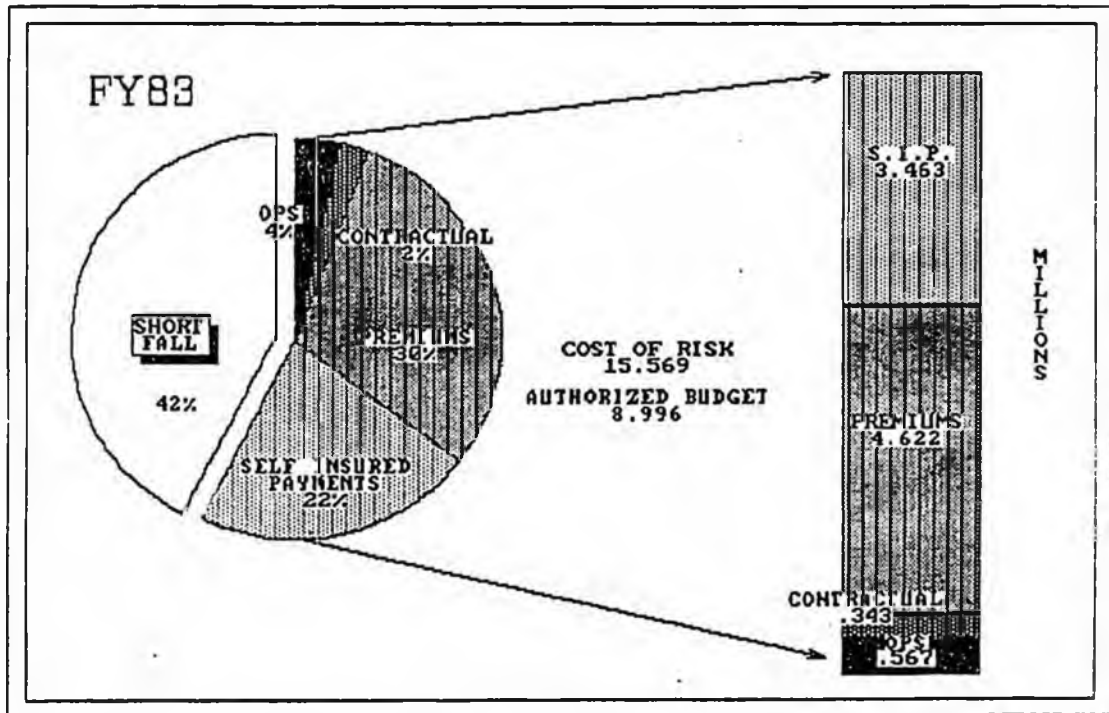 FY83
OPS
4%
CONTRACTUAL
2%
PREMIUMS
30%
SHORT
FALL
42%
SELF INSURED
PAYMENTS
22%
COST OF RISK
15.569
AUTHORIZED BUDGET
8.996
S.I.P.
3.463
PREMIUMS
4.622
CONTRACTUAL
.343
OPS
.567
MILLIONS